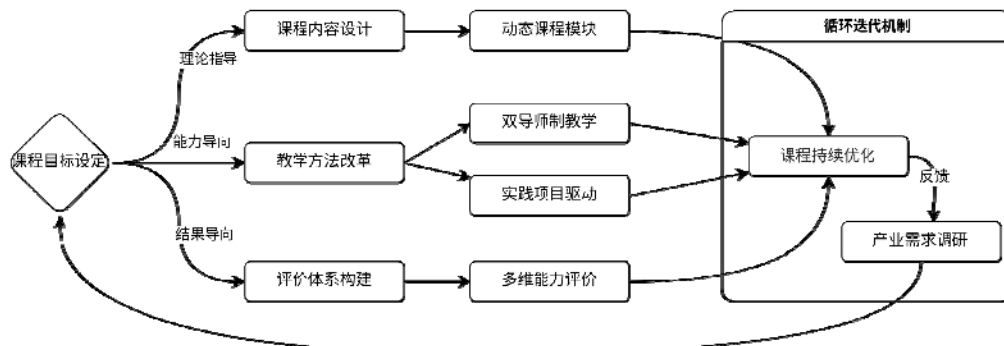 课程内容设计
动态课程模块
循环迭代机制
理论指导
双导师制教学
能力导向
课程目标设定
教学方法改革
课程持续优化
反馈
实践项目驱动
结果导向
产业需求调研
评价体系构建
多维能力评价